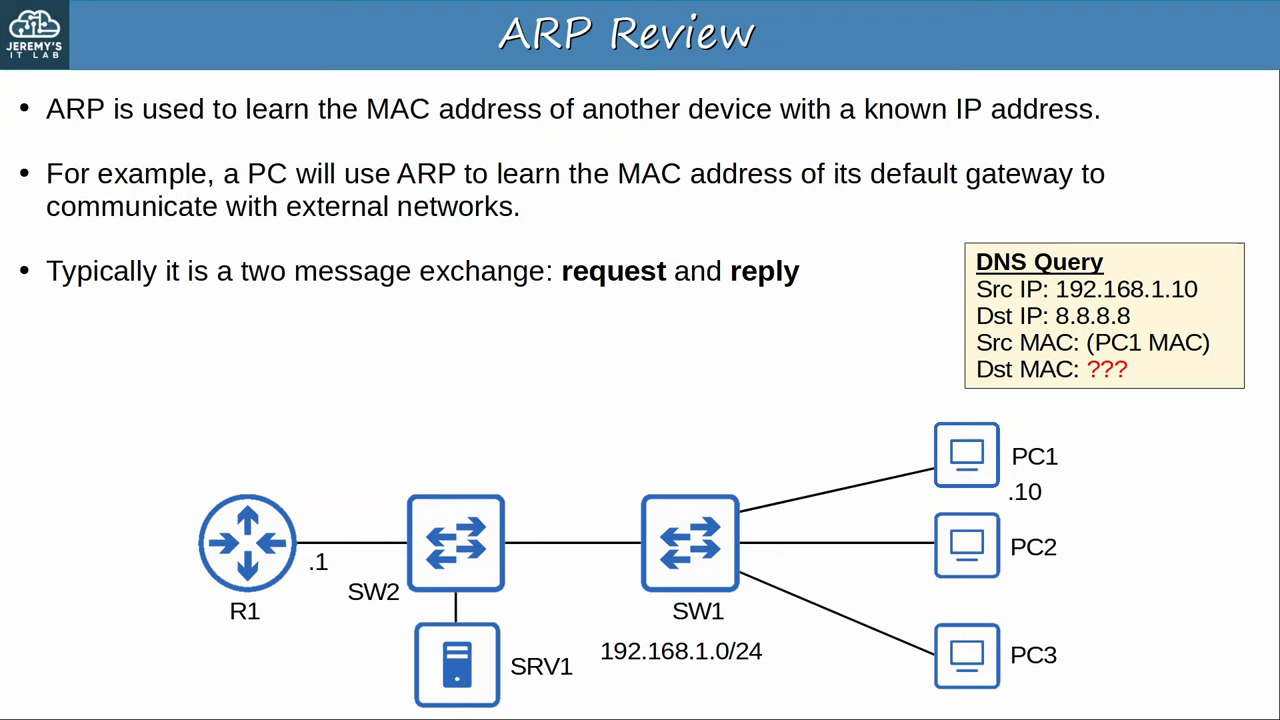 JEREMY'S
IT LAB
ARP Review
• ARP is used to learn the MAC address of another device with a known IP address.
• For example, a PC will use ARP to learn the MAC address of its default gateway to
communicate with external networks.
• Typically it is a two message exchange: request and reply
DNS Query
Src IP: 192.168.1.10
Dst IP: 8.8.8.8
Src MAC: (PC1 MAC)
Dst MAC: ???
PC1
.10
PC2
.1
SW2
R1
SW1
192.168.1.0/24
SRV1
PC3